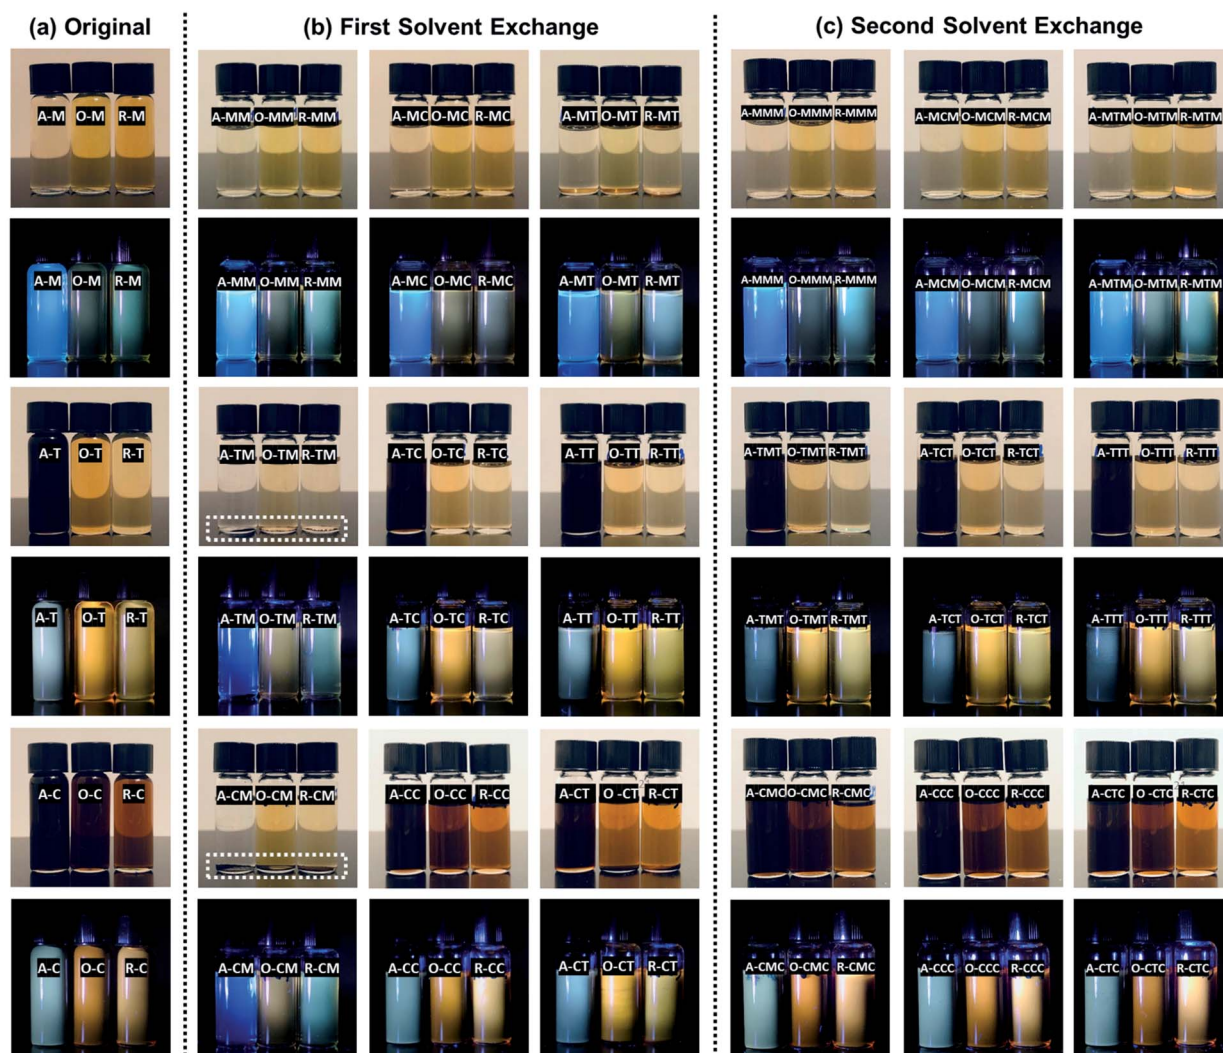 (a) Original (b) First Solvent Exchange (c) Second Solvent Exchange
A-M O-M R-M A-MM O-MM R-MM A-MC O-MC R-MC A-MT O-MT R-MT A-MMM O-MMM R-MMM A-MCM O-MCM R-MCM A-MTM O-MTM R-MTM
A-M O-M R-M A-MM O-MM R-MM A-MC O-MC R-MC A-MT O-MT R-MT A-MMM O-MMM R-MMM A-MCM O-MCM R-MCM A-MTM O-MTM R-MTM
A-T O-T R-T A-TM O-TM R-TM A-TC O-TC R-TC A-TT O-TT R-TT A-TMT O-TMT R-TMT A-TCT O-TCT R-TCT A-TTT O-TTT R-TTT
A-T O-T R-T A-TM O-TM R-TM A-TC O-TC R-TC A-TT O-TT R-TT A-TMT O-TMT R-TMT A-TCT O-TCT R-TCT A-TTT O-TTT R-TTT
A-C O-C R-C A-CM O-CM R-CM A-CC O-CC R-CC A-CT O -CT R-CT A-CMC O-CMC R-CMC A-CCC O-CCC R-CCC A-CTC O -CTC R-CTC
A-C O-C R-C A-CM O-CM R-CM A-CC O-CC R-CC A-CT O-CT R-CT A-CMC O-CMC R-CMC A-CCC O-CCC R-CCC A-CTC O-CTC R-CTC